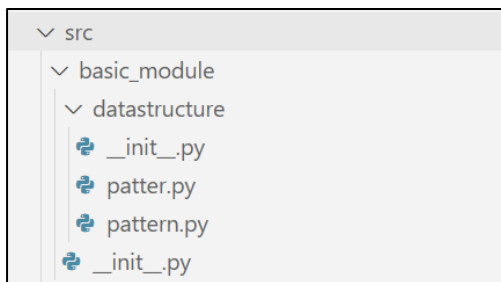 src
basic_module
datastructure
__init__.py
patter.py
pattern.py
__init__.py